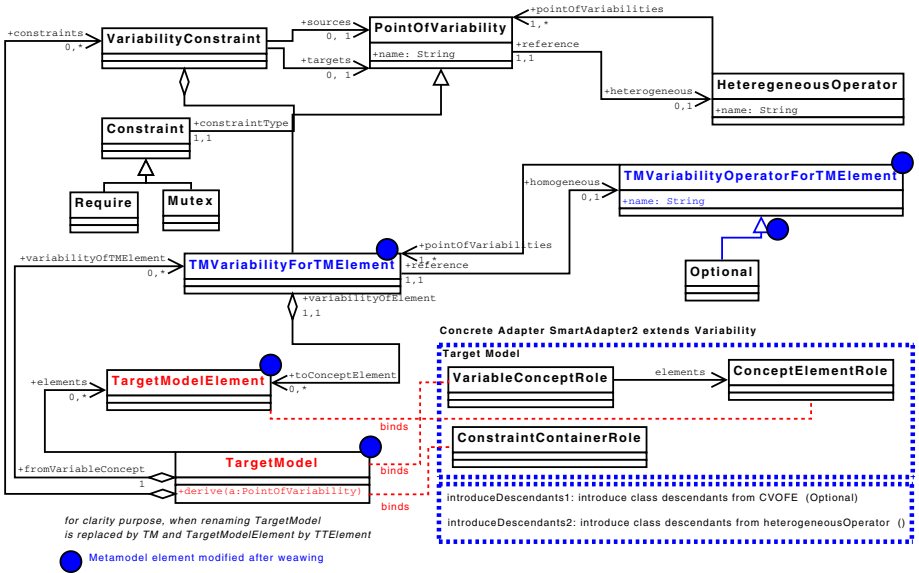 +constraints
0,*
VariabilityConstraint
+sources
0, 1
+targets
0, 1
PointOfVariability
+name: String
+pointOfVariabilities
1,*
+reference
1,1
+heterogeneous
0,1
HeteregeneousOperator
+name: String
Constraint
+constraintType
1,1
Require
Mutex
+homogeneous
0,1
TMVariabilityOperatorForTMElement
+name: String
Optional
+variabilityOfTMElement
0,*
TMVariabilityForTMElement
+pointOfVariabilities
1,*
+reference
1,1
+variabilityOfElement
1,1
+elements
0,*
TargetModelElement
+toConceptElement
0,*
binds
Concrete Adapter SmartAdapter2 extends Variability
Target Model
VariableConceptRole
elements
ConceptElementRole
ConstraintContainerRole
+fromVariableConcept
1
TargetModel
+derive(a:PointOfVariability)
binds
binds
introduceDescendants1: introduce class descendants from CVOFE (Optional)
introduceDescendants2: introduce class descendants from heterogeneousOperator ()
for clarity purpose, when renaming TargetModel
is replaced by TM and TargetModelElement by TTElement
Metamodel element modified after weawing